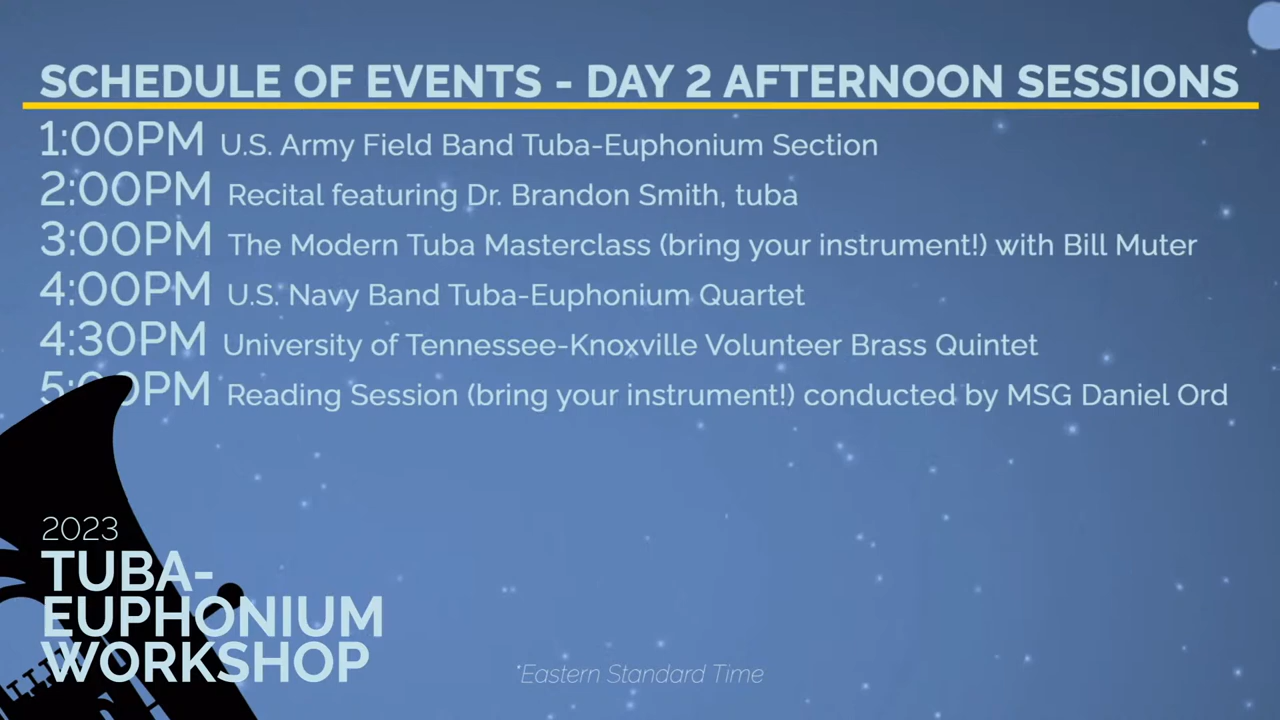 SCHEDULE OF EVENTS - DAY 2 AFTERNOON SESSIONS
1:00PM U.S. Army Field Band Tuba-Euphonium Section
2:00PM Recital featuring Dr. Brandon Smith, tuba
3:00PM The Modern Tuba Masterclass (bring your instrument!) with Bill Muter
4:00PM U.S. Navy Band Tuba-Euphonium Quartet
4:30PM University of Tennessee-Knoxville Volunteer Brass Quintet
5:00PM Reading Session (bring your instrument!) conducted by MSG Daniel Ord
2023
TUBA-
EUPHONIUM
WORKSHOP
*Eastern Standard Time